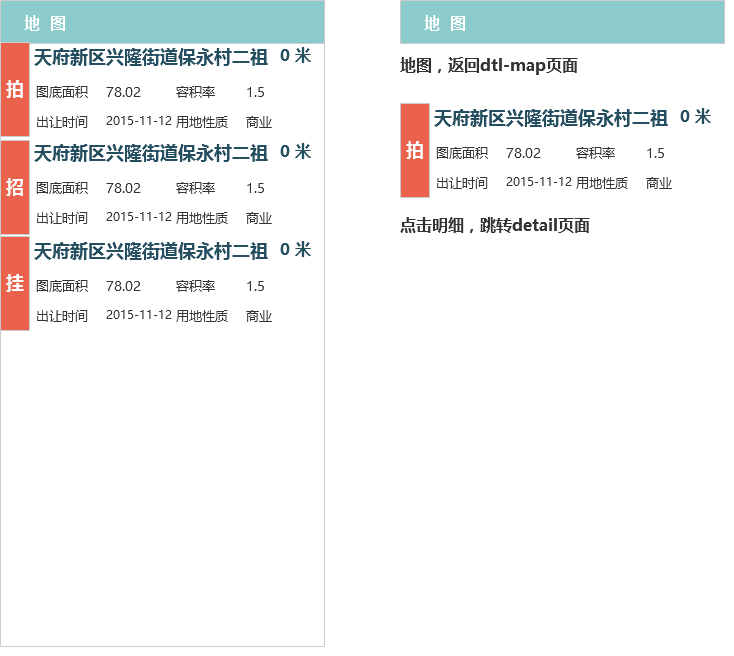 地 图
拍
天府新区兴隆街道保永村二祖 0 米
图底面积 78.02 容积率 1.5
出让时间 2015-11-12 用地性质 商业
招
天府新区兴隆街道保永村二祖 0 米
图底面积 78.02 容积率 1.5
出让时间 2015-11-12 用地性质 商业
挂
天府新区兴隆街道保永村二祖 0 米
图底面积 78.02 容积率 1.5
出让时间 2015-11-12 用地性质 商业
地 图
地图，返回dtl-map页面
拍
天府新区兴隆街道保永村二祖 0 米
图底面积 78.02 容积率 1.5
出让时间 2015-11-12 用地性质 商业
点击明细，跳转detail页面